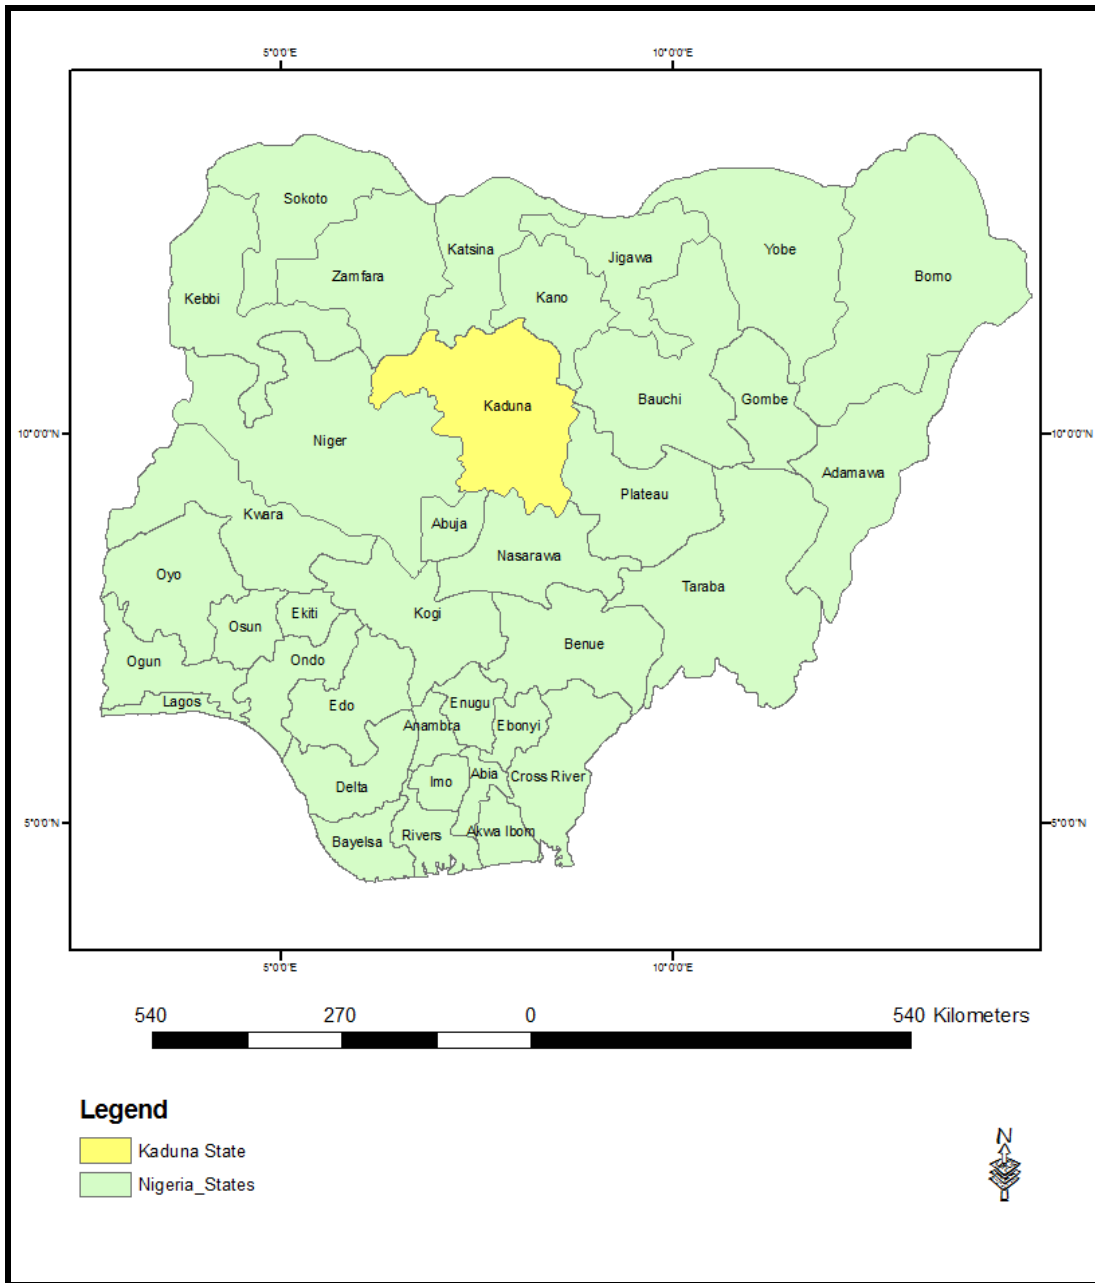 5°0'0"E 10°0'0"E
Sokoto
Katsina
Yobe
Jigawa
Zamfara
Borno
Kebbi
Kano
Kaduna
Bauchi
Gombe
10°0'0"N 10°0'0"N
Niger
Adamawa
Plateau
Kwara
Abuja
Nasarawa
Oyo
Taraba
Ekiti
Kogi
Osun
Benue
Ogun
Ondo
Lagos
Edo
Enugu
Anambra
Ebonyi
Abia
Cross River
Imo
Delta
5°0'0"N 5°0'0"N
Akwa Ibom
Rivers
Bayelsa
5°0'0"E 10°0'0"E
540 270 0 540 Kilometers
Legend
Kaduna State
Nigeria_States
N